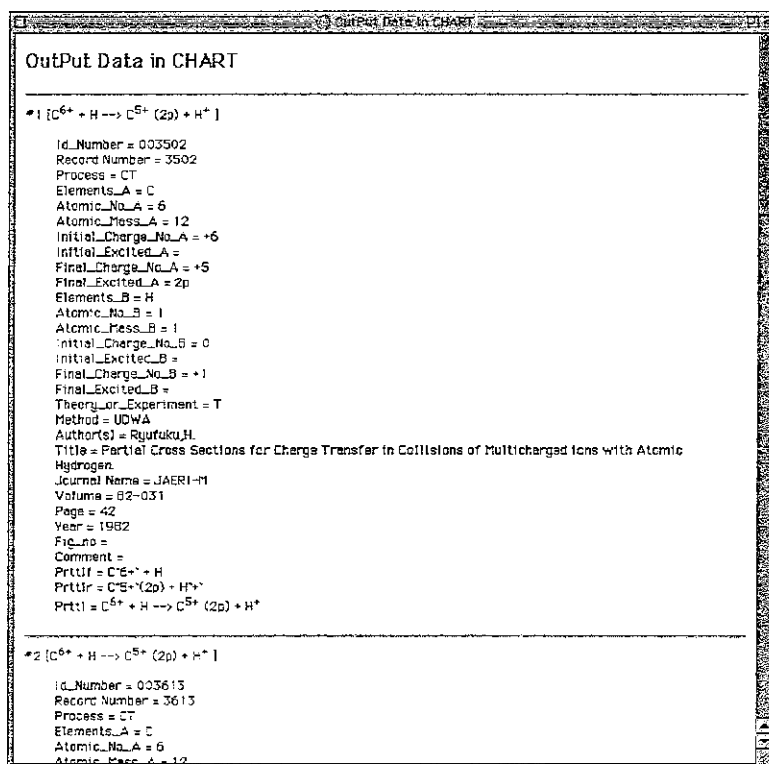 OutPut Data in CHART
OutPut Data in CHART
#1 [C6+ + H --> C5+ (2p) + H+ ]
Id_Number = 003502
Record Number = 3502
Process = CT
Elements_A = C
Atomic_No_A = 6
Atomic_Mass_A = 12
Initial_Charge_No_A = +6
Initial_Excited_A =
Final_Charge_No_A = +5
Final_Excited_A = 2p
Elements_B = H
Atomic_No_B = 1
Atomic_Mass_B = 1
Initial_Charge_No_B = 0
Initial_Excited_B =
Final_Charge_No_B = +1
Final_Excited_B =
Theory_or_Experiment = T
Method = UDWA
Author(s) = Ryufuku,H.
Title = Partial Cross Sections for Charge Transfer in Collisions of Multicharged Ions with Atomic
Hydrogen.
Journal Name = JAERI-M
Volume = 82-031
Page = 42
Year = 1982
Fig_no =
Comment =
Prttlf = C^6+^ + H
Prttlr = C^5+^(2p) + H^+^
Prttl = C6+ + H --> C5+ (2p) + H+
#2 [C6+ + H --> C5+ (2p) + H+ ]
Id_Number = 003613
Record Number = 3613
Process = CT
Elements_A = C
Atomic_No_A = 6
Atomic_Mass_A = 12